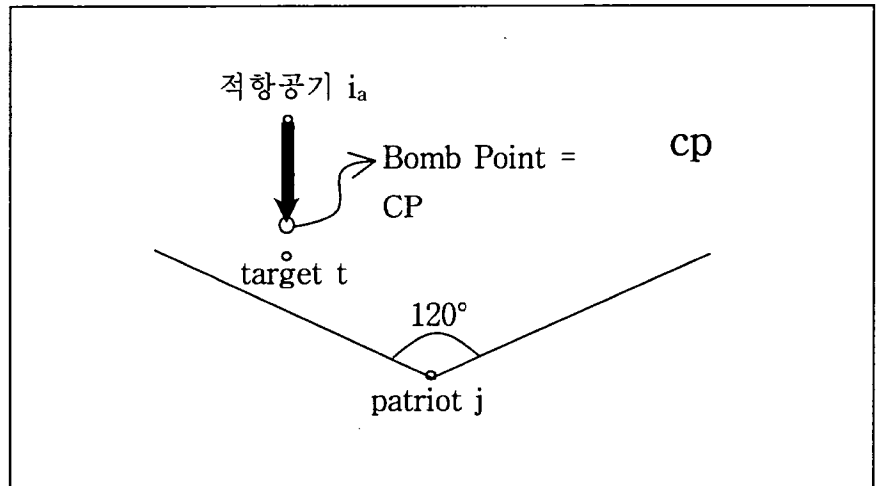 적항공기 iₐ
Bomb Point = cp
CP
target t
120°
patriot j